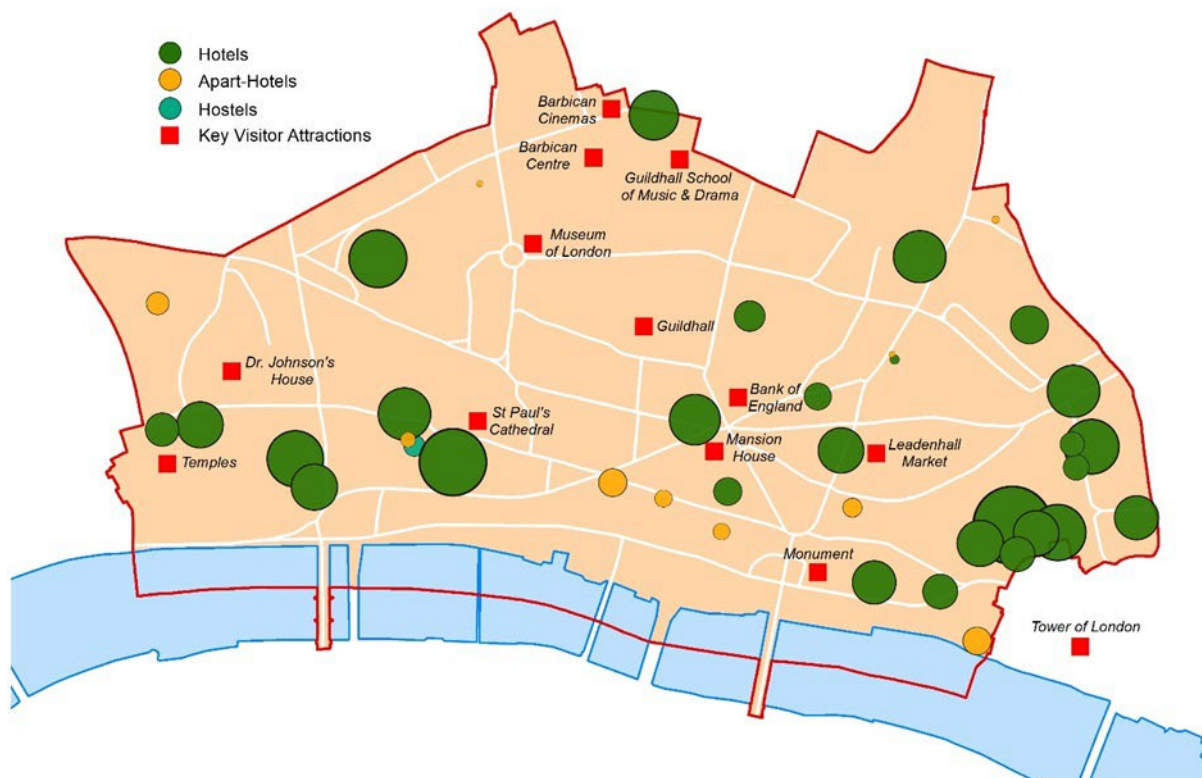 Hotels
Apart-Hotels
Hostels
Key Visitor Attractions
Barbican
Cinemas
Barbican
Centre
Guildhall School
of Music & Drama
Museum
of London
Guildhall
Dr. Johnson's
House
Bank of
England
St Paul's
Cathedral
Mansion
House
Leadenhall
Market
Temples
Monument
Tower of London